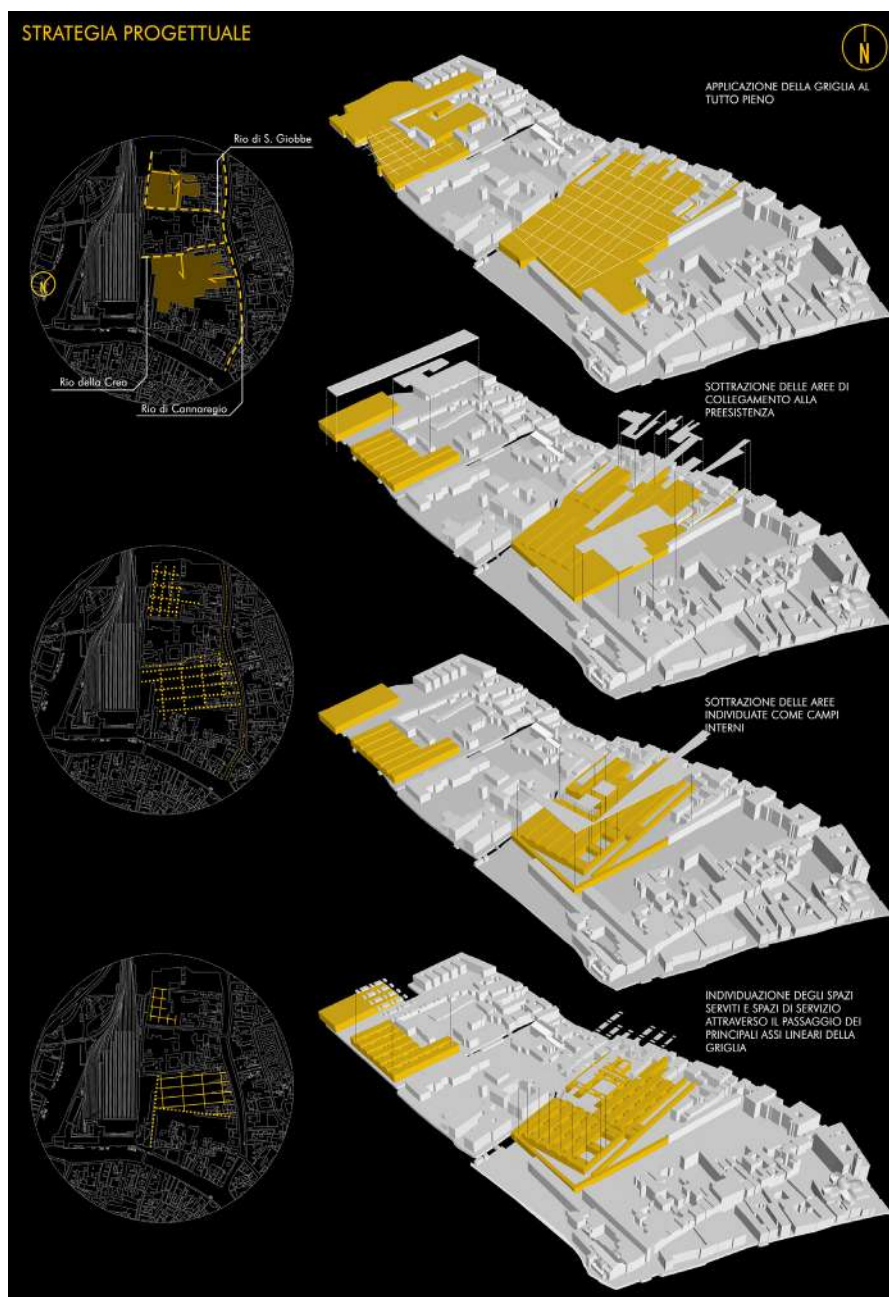 STRATEGIA PROGETTUALE
N
APPLICAZIONE DELLA GRIGLIA AL
TUTTO PIENO
Rio di S. Giobbe
N
Rio della Crea
Rio di Cannaregio
SOTTRAZIONE DELLE AREE DI
COLLEGAMENTO ALLA
PREESISTENZA
SOTTRAZIONE DELLE AREE
INDIVIDUATE COME CAMPI
INTERNI
INDIVIDUAZIONE DEGLI SPAZI
SERVITI E SPAZI DI SERVIZIO
ATTRAVERSO IL PASSAGGIO DEI
PRINCIPALI ASSI LINEARI DELLA
GRIGLIA